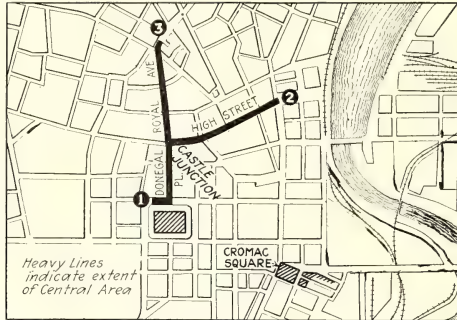 3
ROYAL AVE
HIGH STREET
2
CASTLE
JUNCTION
DONEGAL PL
1
CROMAC
SQUARE
Heavy Lines
indicate extent
of Central Area